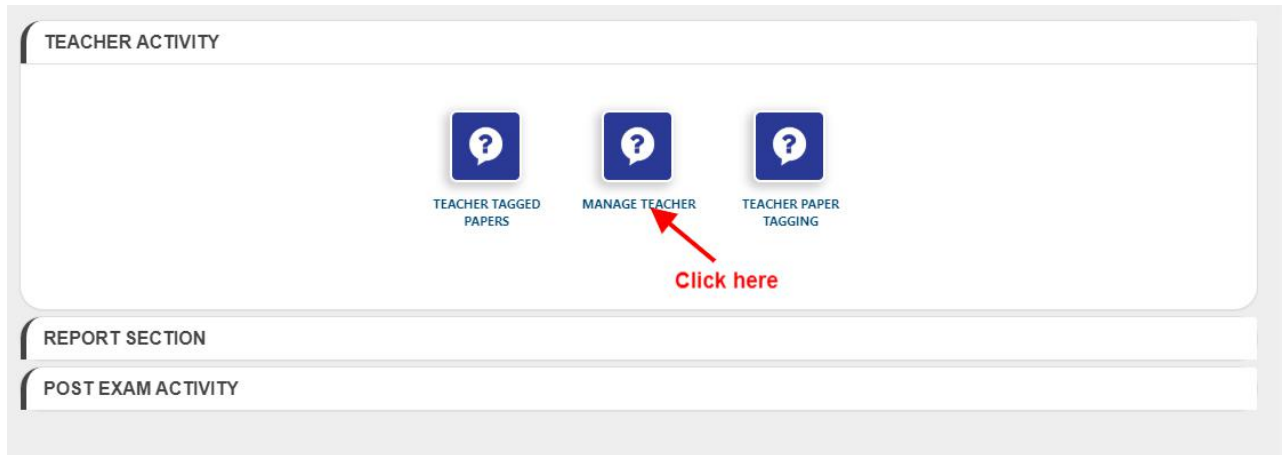 TEACHER ACTIVITY
?
?
?
TEACHER TAGGED
PAPERS
MANAGE TEACHER
TEACHER PAPER
TAGGING
Click here
REPORT SECTION
POST EXAM ACTIVITY